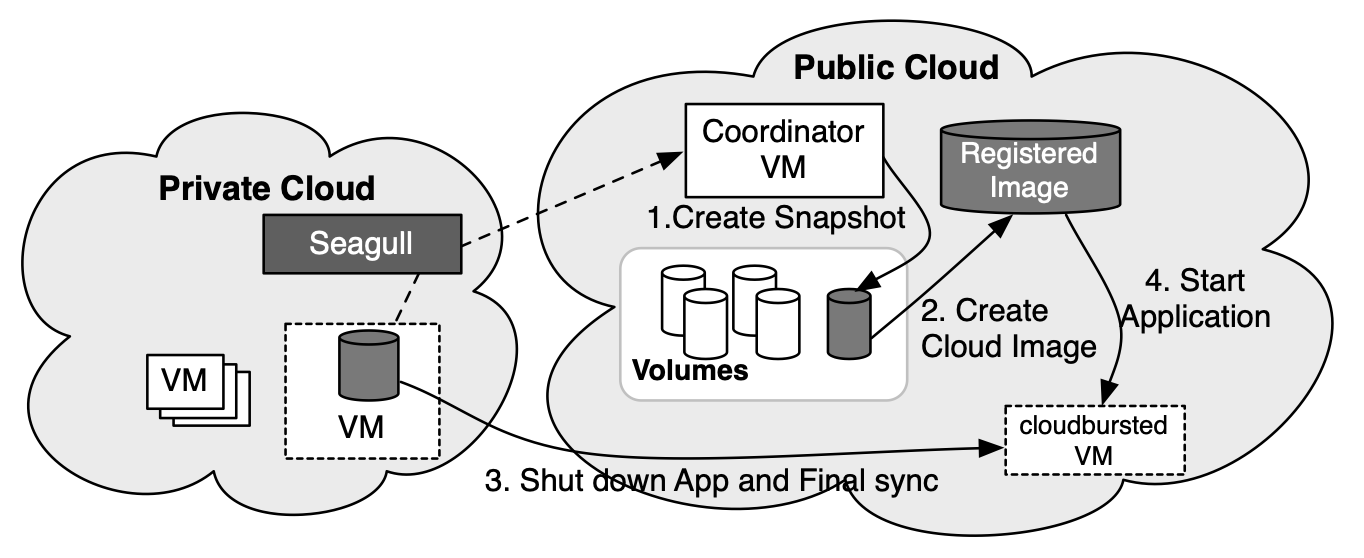 Private Cloud
Seagull
VM
VM
Public Cloud
Coordinator
VM
Registered
Image
1.Create Snapshot
Volumes
2. Create
Cloud Image
4. Start
Application
cloudbursted
VM
3. Shut down App and Final sync